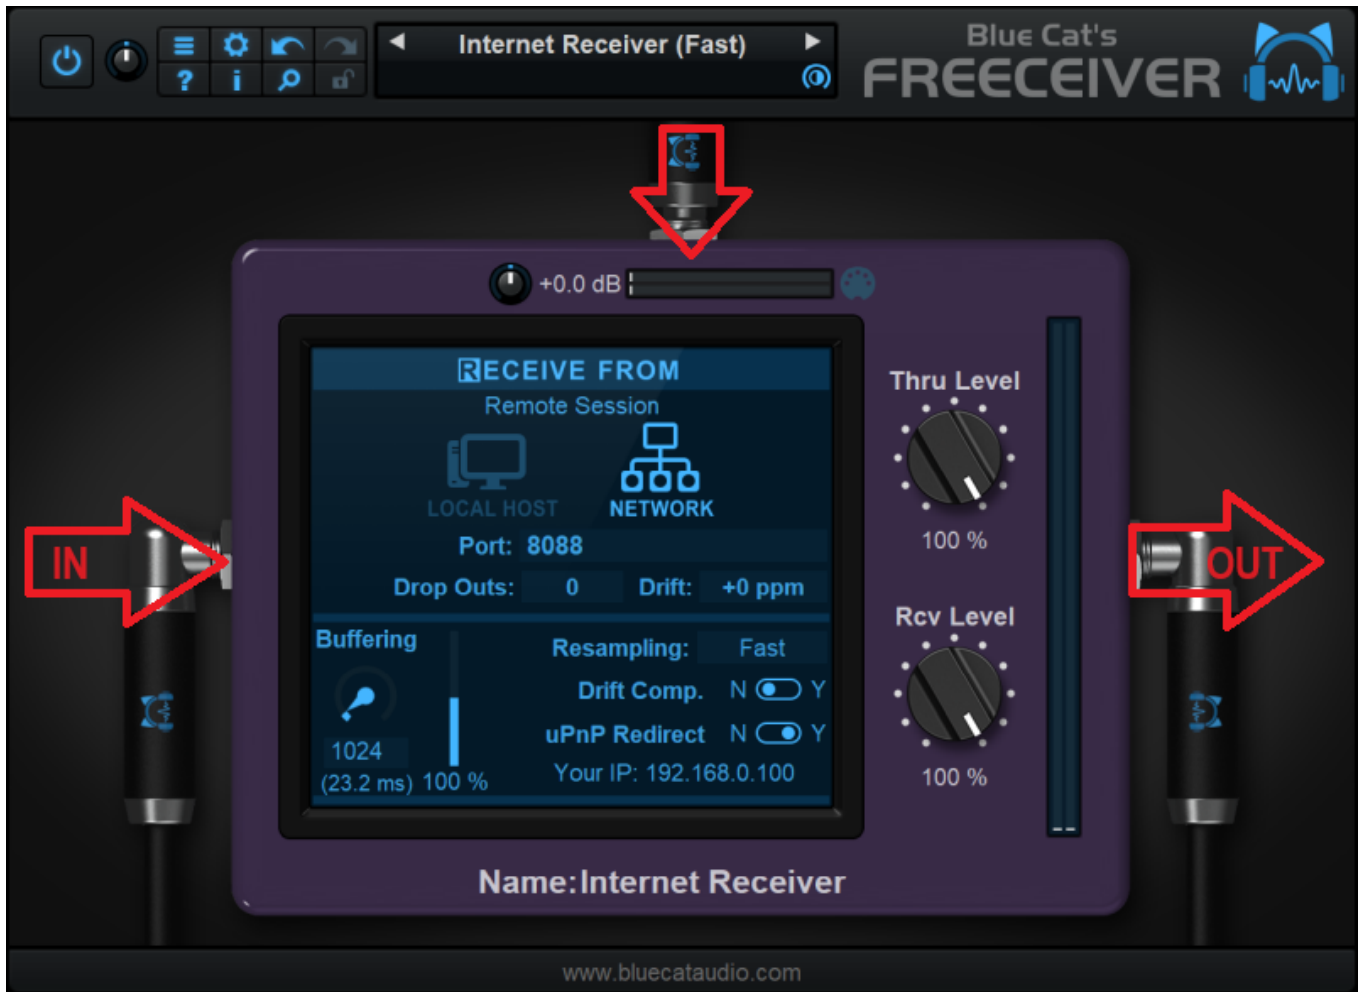 Internet Receiver (Fast)
Blue Cat's
FREECEIVER
? i
+0.0 dB
RECEIVE FROM
Remote Session
LOCAL HOST
NETWORK
Port: 8088
Drop Outs: 0 Drift: +0 ppm
Buffering
1024
(23.2 ms) 100 %
Resampling: Fast
Drift Comp. N Y
uPnP Redirect N Y
Your IP: 192.168.0.100
Thru Level
100 %
Rcv Level
100 %
IN
OUT
Name:Internet Receiver
www.bluecataudio.com